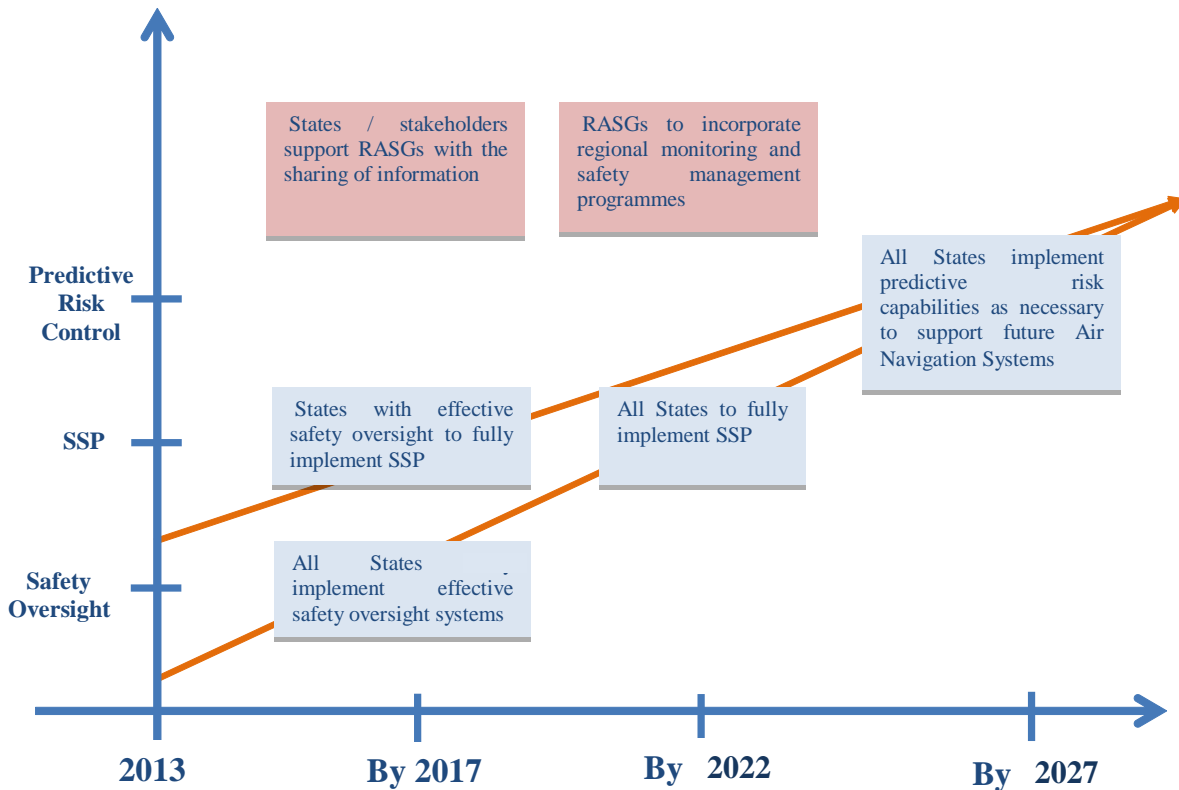 States / stakeholders
support RASGs with the
sharing of information
RASGs to incorporate
regional monitoring and
safety management
programmes
All States implement
predictive risk
capabilities as necessary
to support future Air
Navigation Systems
Predictive
Risk
Control
States with effective
safety oversight to fully
implement SSP
All States to fully
implement SSP
SSP
All States
implement effective
safety oversight systems
Safety
Oversight
2013
By 2017
By 2022
By 2027